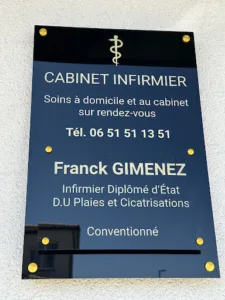 CABINET INFIRMIER
Soins à domicile et au cabinet
sur rendez-vous
Tél. 06 51 51 13 51
Franck GIMENEZ
Infirmier Diplômé d'État
D.U Plaies et Cicatrisations
Conventionné